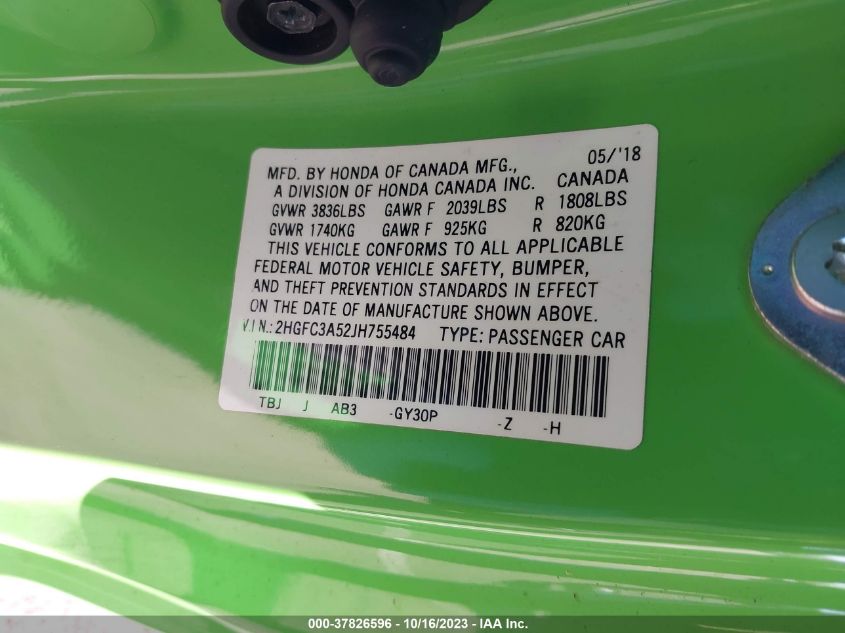 MFD. BY HONDA OF CANADA MFG., 05/'18
A DIVISION OF HONDA CANADA INC. CANADA
GVWR 3836LBS GAWR F 2039LBS R 1808LBS
GVWR 1740KG GAWR F 925KG R 820KG
THIS VEHICLE CONFORMS TO ALL APPLICABLE
FEDERAL MOTOR VEHICLE SAFETY, BUMPER,
AND THEFT PREVENTION STANDARDS IN EFFECT
ON THE DATE OF MANUFACTURE SHOWN ABOVE.
V.I.N.: 2HGFC3A52JH755484 TYPE: PASSENGER CAR
TBJ J AB3 -GY30P -Z -H
000-37826596 - 10/16/2023 - IAA Inc.